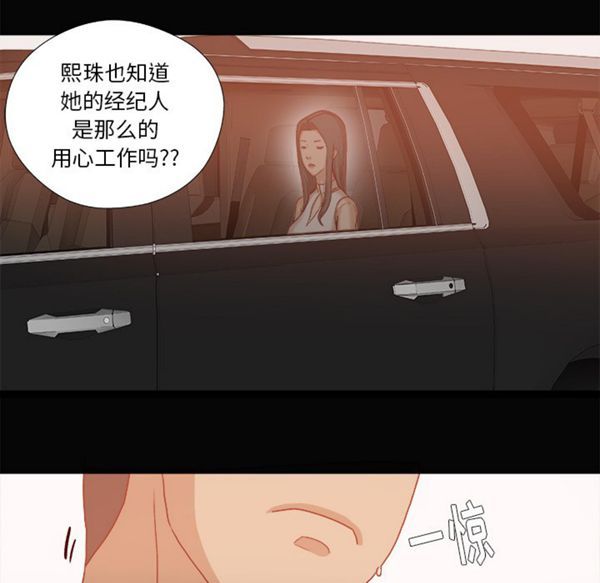 熙珠也知道
她的经纪人
是那么的
用心工作吗??
一惊